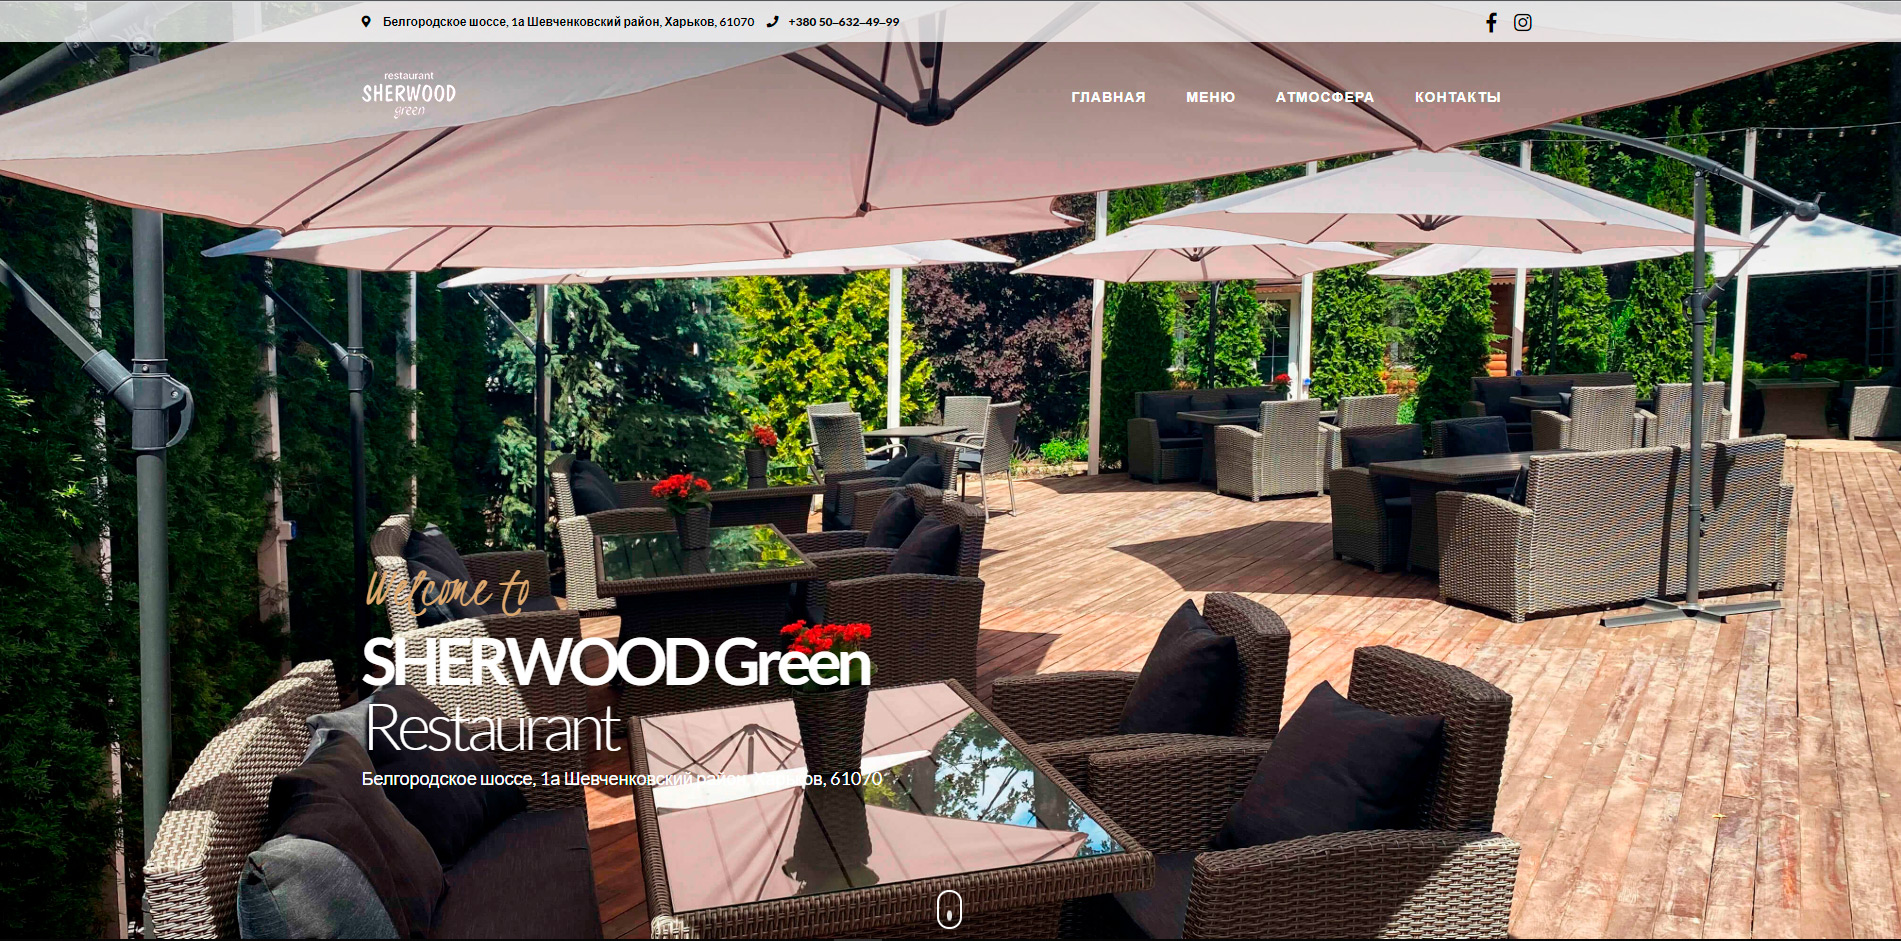 Белгородское шоссе, 1а Шевченковский район, Харьков, 61070 +380 50–632–49–99
restaurant
SHERWOOD
green
ГЛАВНАЯ МЕНЮ АТМОСФЕРА КОНТАКТЫ
Welcome to
SHERWOOD Green
Restaurant
Белгородское шоссе, 1а Шевченковский район, Харьков, 61070